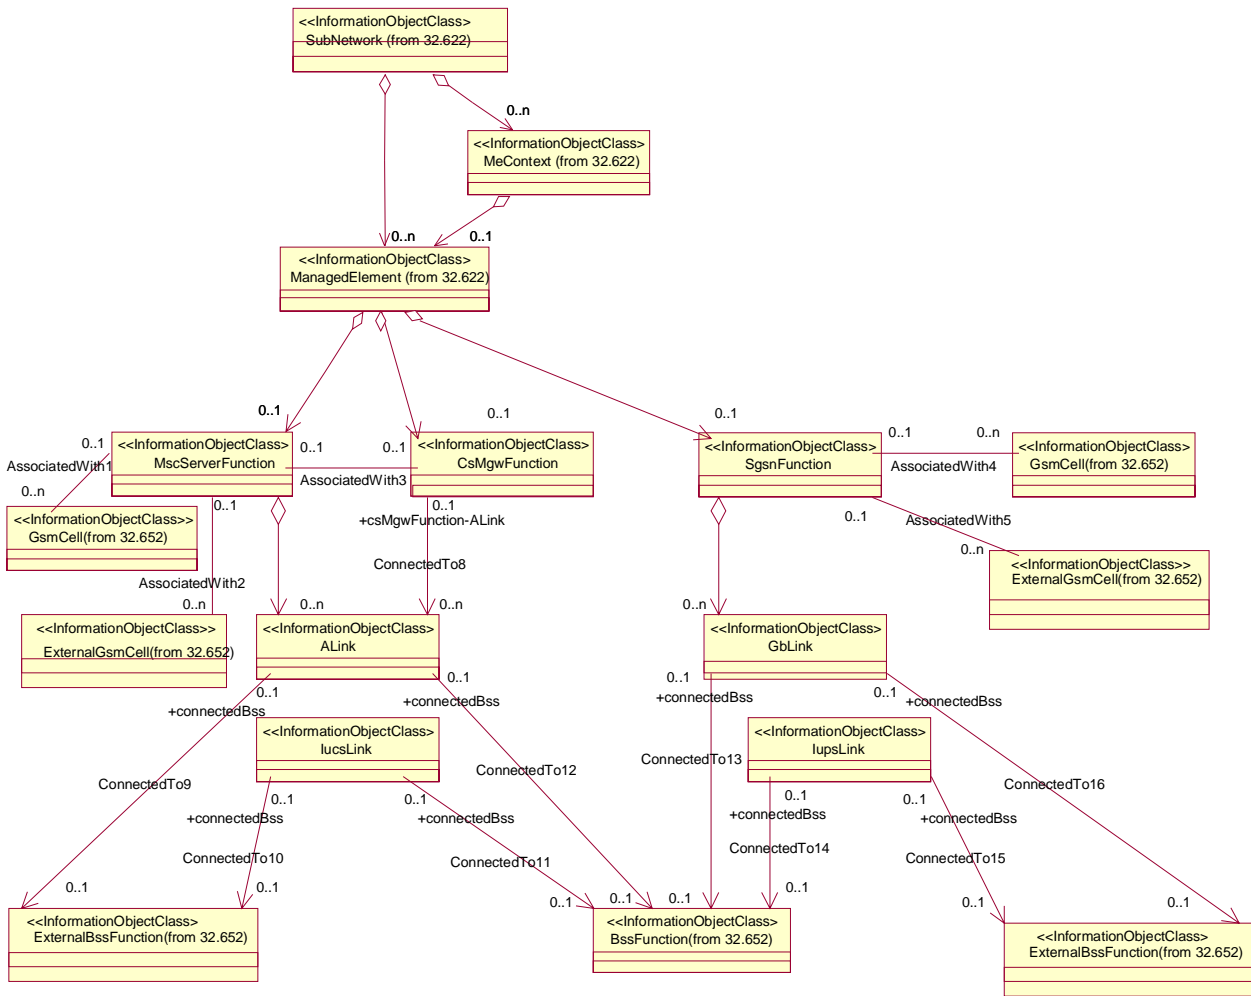 <<InformationObjectClass>
SubNetwork (from 32.622)
0..n
<<InformationObjectClass>
MeContext (from 32.622)
0..n
0..1
<<InformationObjectClass>
ManagedElement (from 32.622)
0..1
0..1
0..1
<<InformationObjectClass>
MscServerFunction
<<InformationObjectClass>
CsMgwFunction
<<InformationObjectClass>
SgsnFunction
<<InformationObjectClass>
GsmCell(from 32.652)
0..1
0..1
0..1
0..1
0..n
AssociatedWith1
AssociatedWith3
AssociatedWith4
0..n
0..1
0..1
0..1
<<InformationObjectClass>>
GsmCell(from 32.652)
+csMgwFunction-ALink
AssociatedWith5
0..n
ConnectedTo8
<<InformationObjectClass>>
ExternalGsmCell(from 32.652)
AssociatedWith2
0..n
0..n
0..n
0..n
<<InformationObjectClass>>
ExternalGsmCell(from 32.652)
<<InformationObjectClass>
ALink
<<InformationObjectClass>
GbLink
0..1
0..1
0..1
0..1
+connectedBss
+connectedBss
+connectedBss
+connectedBss
<<InformationObjectClass>
IucsLink
<<InformationObjectClass>
IupsLink
ConnectedTo9
ConnectedTo12
ConnectedTo13
ConnectedTo16
0..1
0..1
0..1
0..1
+connectedBss
+connectedBss
+connectedBss
+connectedBss
ConnectedTo10
ConnectedTo11
ConnectedTo14
ConnectedTo15
0..1
0..1
0..1
0..1
0..1
0..1
0..1
0..1
<<InformationObjectClass>
ExternalBssFunction(from 32.652)
<<InformationObjectClass>
BssFunction(from 32.652)
<<InformationObjectClass>
ExternalBssFunction(from 32.652)